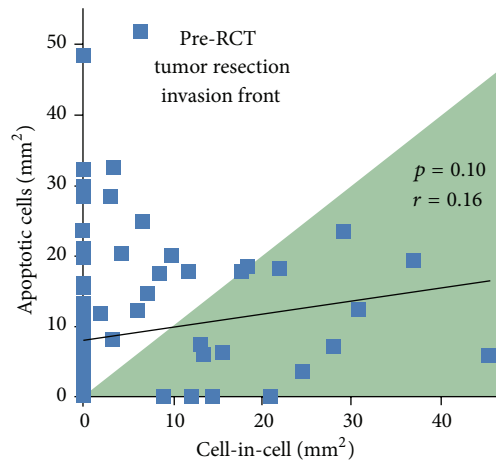 Pre-RCT
tumor resection
invasion front
p = 0.10
r = 0.16
Apoptotic cells (mm²)
50
40
30
20
10
0
0
10
20
30
40
Cell-in-cell (mm²)